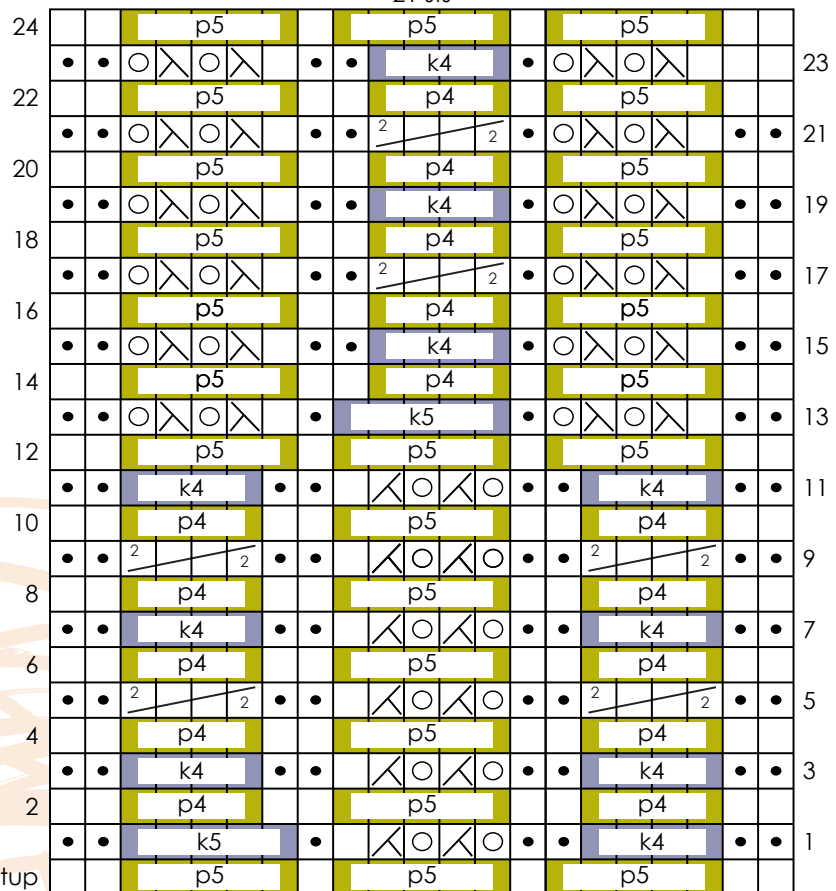 24 p5 p5 p5
k4 23
22 p5 p4 p5
2 2 21
20 p5 p4 p5
k4 19
18 p5 p4 p5
2 2 17
16 p5 p4 p5
k4 15
14 p5 p4 p5
k5 13
12 p5 p5 p5
k4 k4 11
10 p4 p5 p4
2 2 2 2 9
8 p4 p5 p4
k4 k4 7
6 p4 p5 p4
2 2 2 2 5
4 p4 p5 p4
k4 k4 3
2 p4 p5 p4
k5 k4 1
tup p5 p5 p5